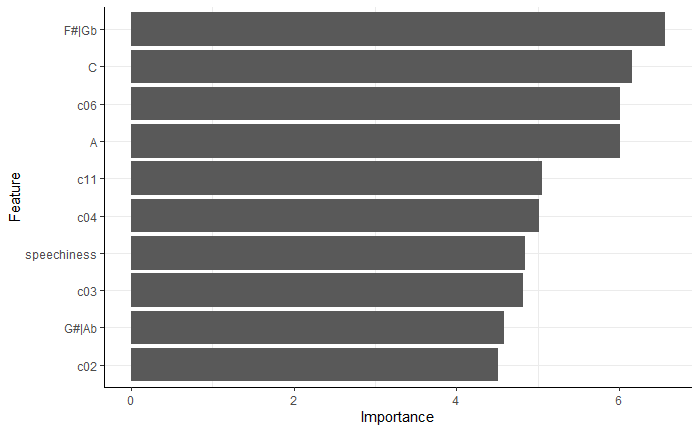 F#|Gb
C
c06
A
c11
c04
speechiness
c03
G#|Ab
c02
Feature
0 2 4 6
Importance